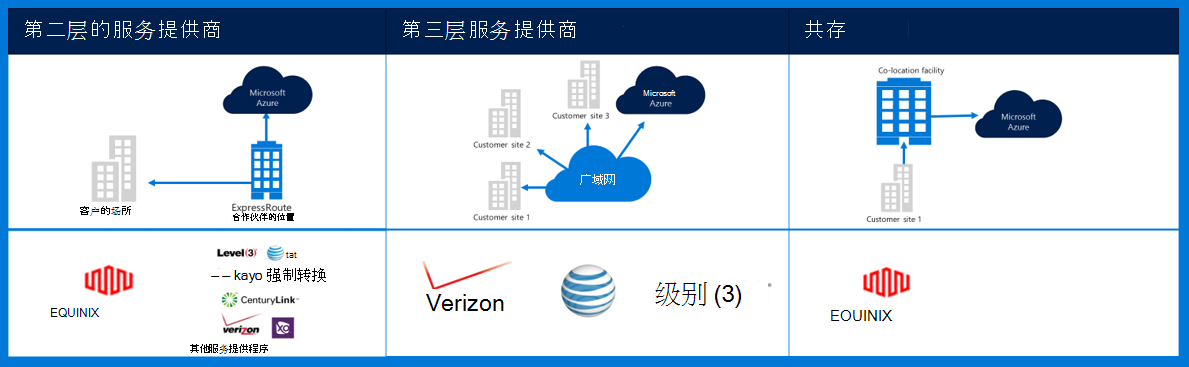 第二层的服务提供商
第三层服务提供商
共存
Microsoft
Azure
客户的场所
ExpressRoute
合作伙伴的位置
Customer site 3
Microsoft
Azure
Customer site 2
广域网
Customer site 1
Co-location facility
Microsoft
Azure
Customer site 1
EQUINIX
Level(3)
tat
－－kayo 强制转换
CenturyLink™
verizon
XO
其他服务提供程序
Verizon
级别 (3)
EOUINIX